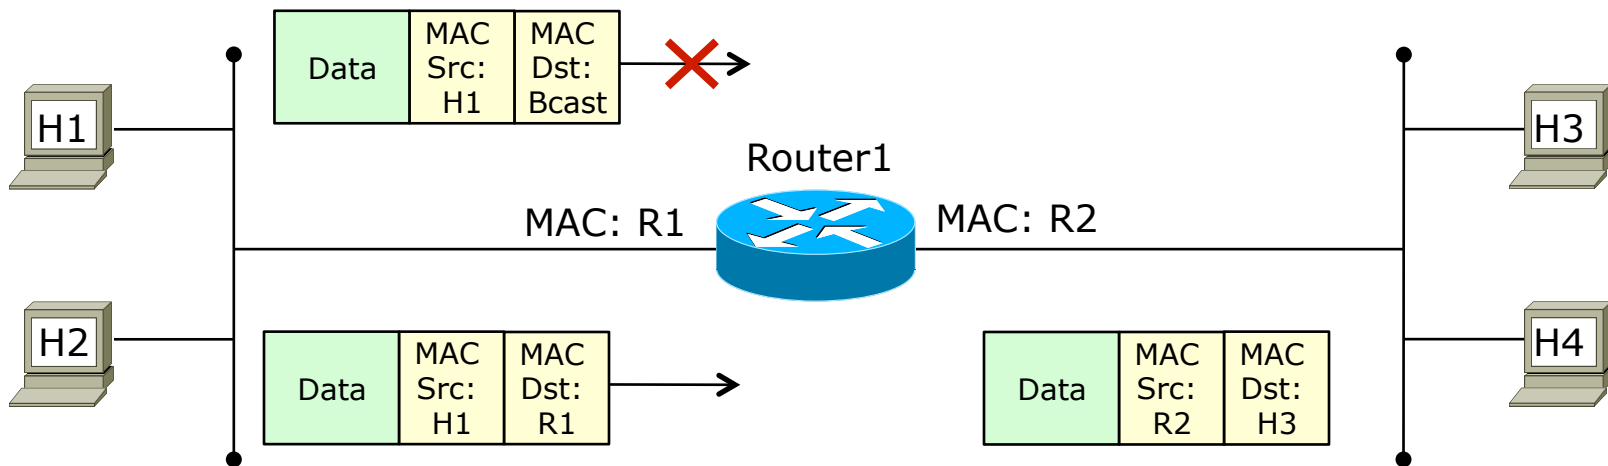 Data
MAC
Src:
H1
MAC
Dst:
Bcast
H1
H3
Router1
MAC: R1
MAC: R2
H2
H4
Data
MAC
Src:
H1
MAC
Dst:
R1
Data
MAC
Src:
R2
MAC
Dst:
H3